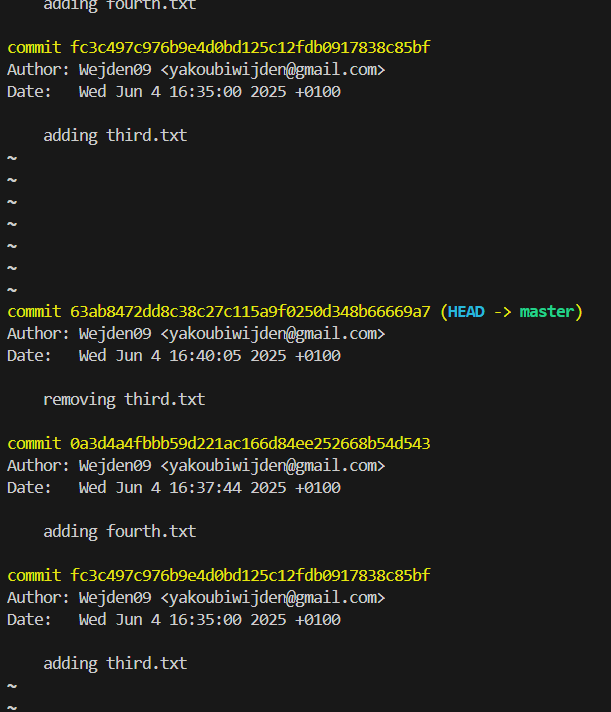 adding fourth.txt
commit fc3c497c976b9e4d0bd125c12fdb0917838c85bf
Author: Wejden09 <yakoubiwijden@gmail.com>
Date:   Wed Jun 4 16:35:00 2025 +0100
adding third.txt
~
~
~
~
~
~
~
commit 63ab8472dd8c38c27c115a9f0250d348b66669a7 (HEAD -> master)
Author: Wejden09 <yakoubiwijden@gmail.com>
Date:   Wed Jun 4 16:40:05 2025 +0100
removing third.txt
commit 0a3d4a4fbbb59d221ac166d84ee252668b54d543
Author: Wejden09 <yakoubiwijden@gmail.com>
Date:   Wed Jun 4 16:37:44 2025 +0100
adding fourth.txt
commit fc3c497c976b9e4d0bd125c12fdb0917838c85bf
Author: Wejden09 <yakoubiwijden@gmail.com>
Date:   Wed Jun 4 16:35:00 2025 +0100
adding third.txt
~
~